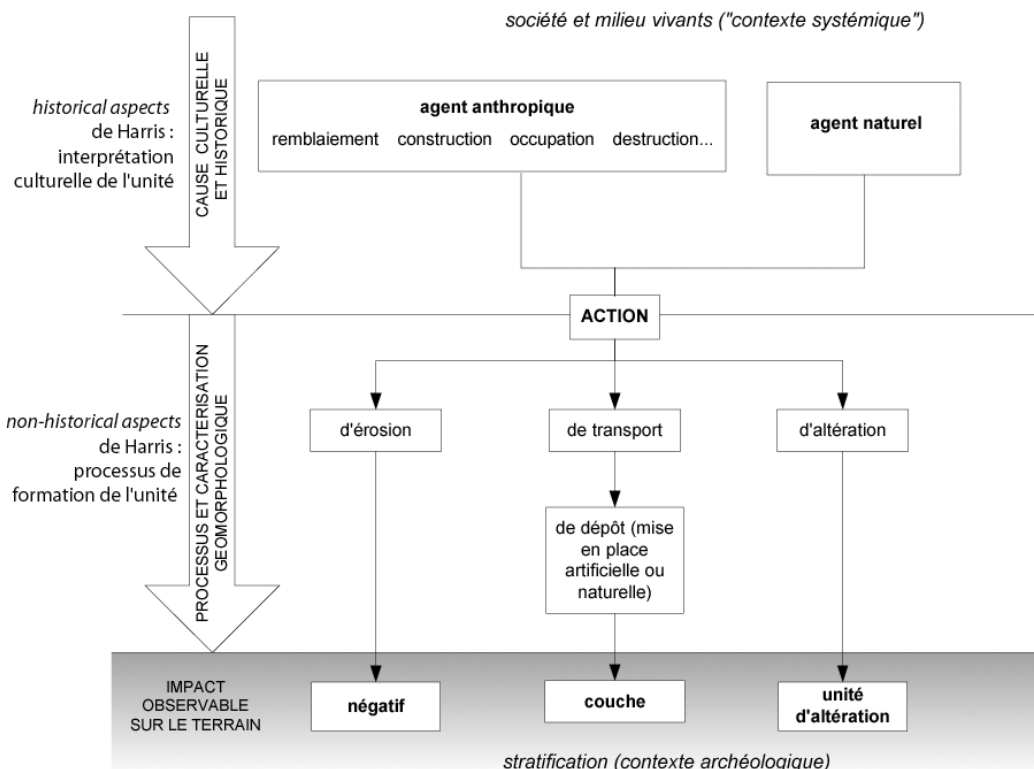 société et milieu vivants ("contexte systémique")
historical aspects
de Harris :
interprétation
culturelle de l'unité
CAUSE CULTURELLE
ET HISTORIQUE
agent anthropique
remblaiement construction occupation destruction...
agent naturel
ACTION
non-historical aspects
de Harris :
processus de
formation de l'unité
PROCESSUS ET CARACTERISATION
GEOMORPHOLOGIQUE
d'érosion
de transport
d'altération
de dépôt (mise
en place
artificielle ou
naturelle)
IMPACT
OBSERVABLE
SUR LE TERRAIN
négatif
couche
unité
d'altération
stratification (contexte archéologique)